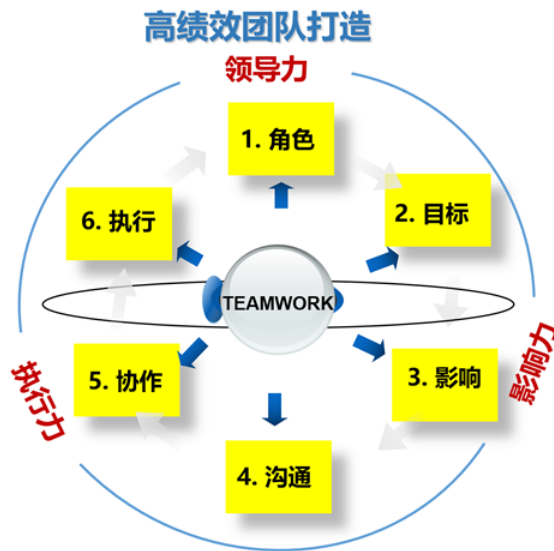 高绩效团队打造
领导力
1. 角色
2. 目标
6. 执行
TEAMWORK
影响力
3. 影响
5. 协作
执行力
4. 沟通